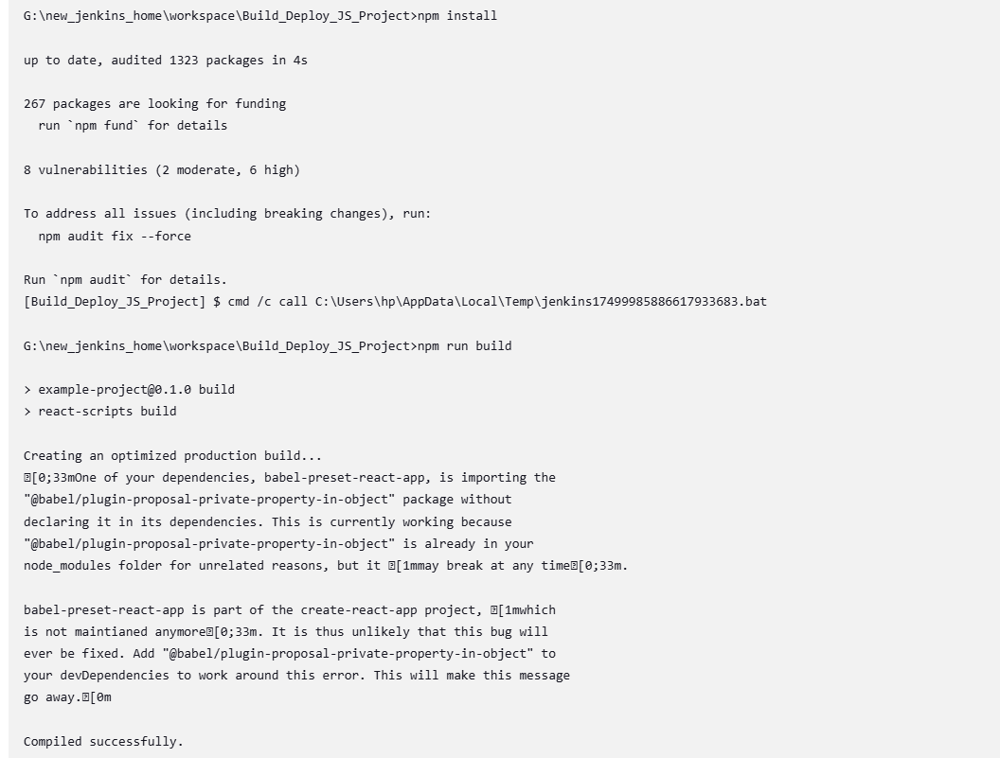 G:\new_jenkins_home\workspace\Build_Deploy_JS_Project>npm install
up to date, audited 1323 packages in 4s
267 packages are looking for funding
  run `npm fund` for details
8 vulnerabilities (2 moderate, 6 high)
To address all issues (including breaking changes), run:
  npm audit fix --force
Run `npm audit` for details.
[Build_Deploy_JS_Project] $ cmd /c call C:\Users\hp\AppData\Local\Temp\jenkins17499985886617933683.bat
G:\new_jenkins_home\workspace\Build_Deploy_JS_Project>npm run build
> example-project@0.1.0 build
> react-scripts build
Creating an optimized production build...
[0;33mOne of your dependencies, babel-preset-react-app, is importing the
"@babel/plugin-proposal-private-property-in-object" package without
declaring it in its dependencies. This is currently working because
"@babel/plugin-proposal-private-property-in-object" is already in your
node_modules folder for unrelated reasons, but it [1mmay break at any time[0;33m.
babel-preset-react-app is part of the create-react-app project, [1mwhich
is not maintianed anymore[0;33m. It is thus unlikely that this bug will
ever be fixed. Add "@babel/plugin-proposal-private-property-in-object" to
your devDependencies to work around this error. This will make this message
go away.[0m
Compiled successfully.